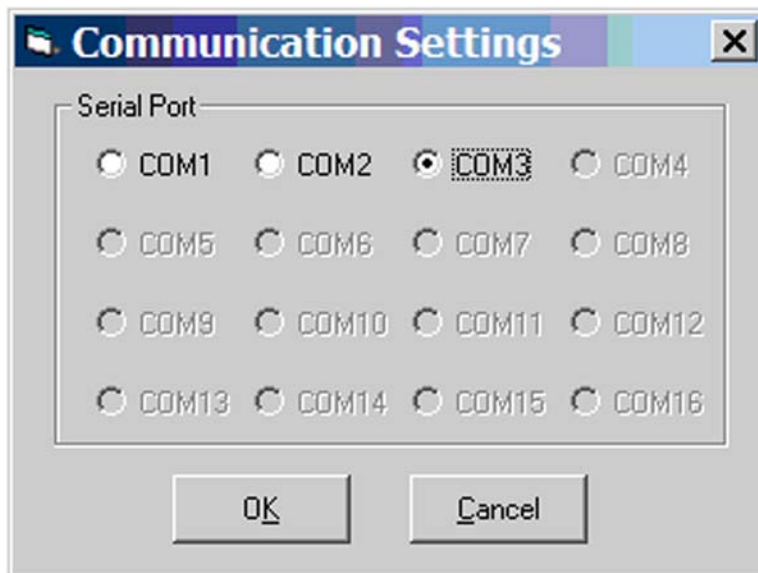 Communication Settings
Serial Port
COM1 COM2 COM3 COM4
COM5 COM6 COM7 COM8
COM9 COM10 COM11 COM12
COM13 COM14 COM15 COM16
OK Cancel